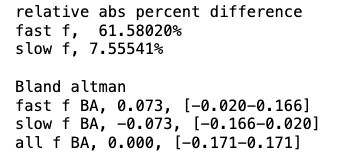 relative abs percent difference
fast f,  61.58020%
slow f, 7.55541%

Bland altman
fast f BA, 0.073, [-0.020-0.166]
slow f BA, -0.073, [-0.166-0.020]
all f BA, 0.000, [-0.171-0.171]